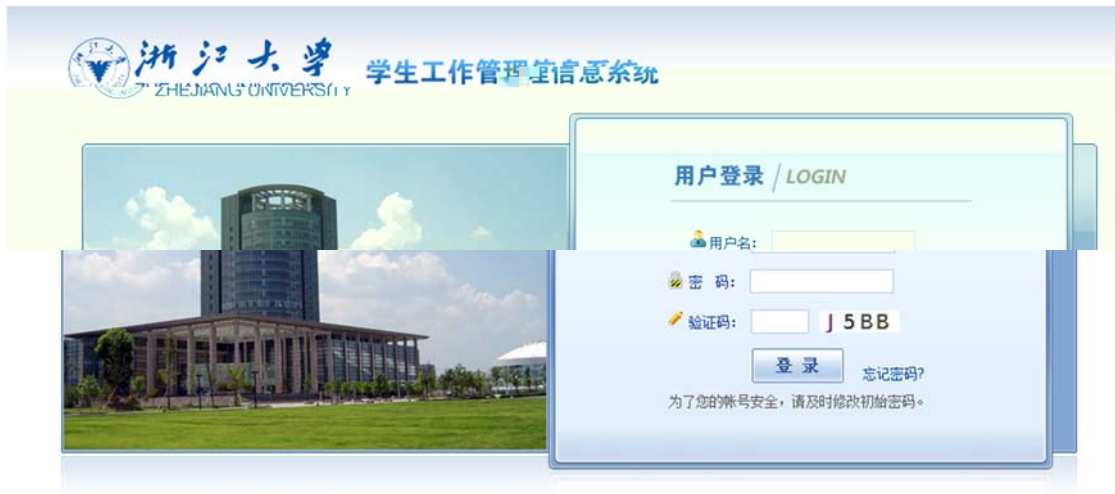 浙江大学
ZHEJIANG UNIVERSITY
学生工作管理信息系统
用户登录 / LOGIN
用户名:
密 码:
验证码: J5BB
登 录 忘记密码?
为了您的帐号安全,请及时修改初始密码。